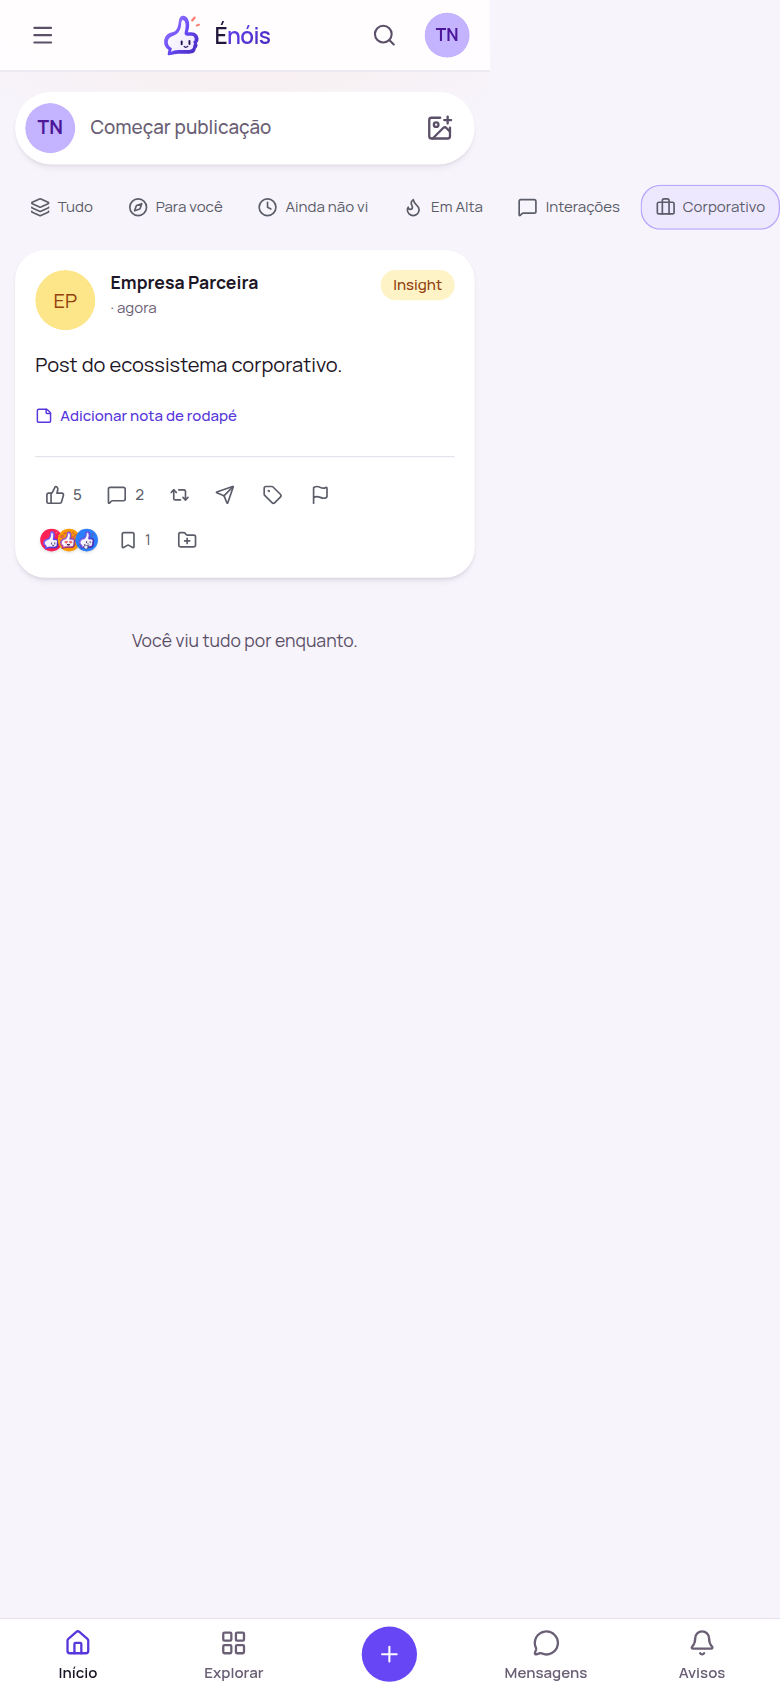 Énóis
TN
TN
Começar publicação
Tudo
Para você
Ainda não vi
Em Alta
Interações
Corporativo
EP
Empresa Parceira
· agora
Insight
Post do ecossistema corporativo.
Adicionar nota de rodapé
5
2
1
Você viu tudo por enquanto.
Início
Explorar
Mensagens
Avisos